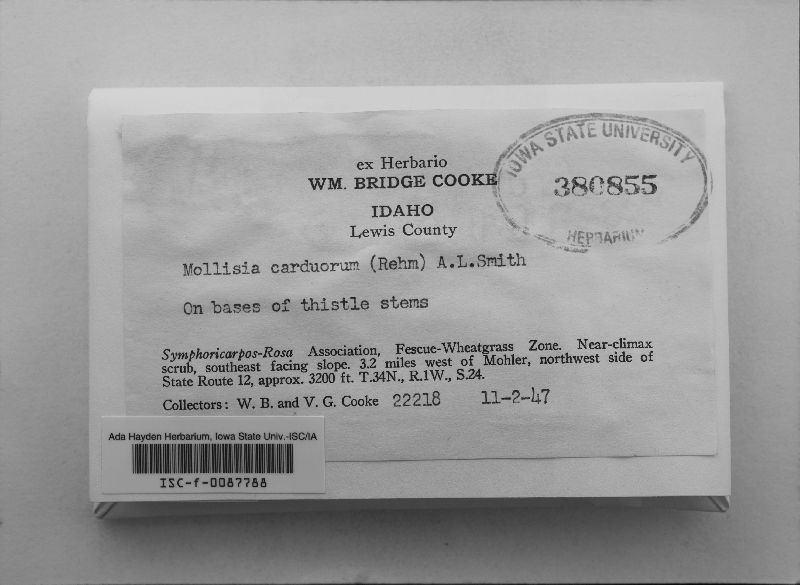 ex Herbario
WM. BRIDGE COOKE
IDAHO
Lewis County
IOWA STATE UNIVERSITY
380855
HERBARIUM
Mollisia carduorum (Rehm) A.L.Smith
On bases of thistle stems
Symphoricarpos-Rosa Association, Fescue-Wheatgrass Zone. Near-climax
scrub, southeast facing slope. 3.2 miles west of Mohler, northwest side of
State Route 12, approx. 3200 ft. T.34N., R.1W., S.24.
Collectors: W. B. and V. G. Cooke 22218 11-2-47
Ada Hayden Herbarium, Iowa State Univ.-ISC/IA
ISC-f-0087788